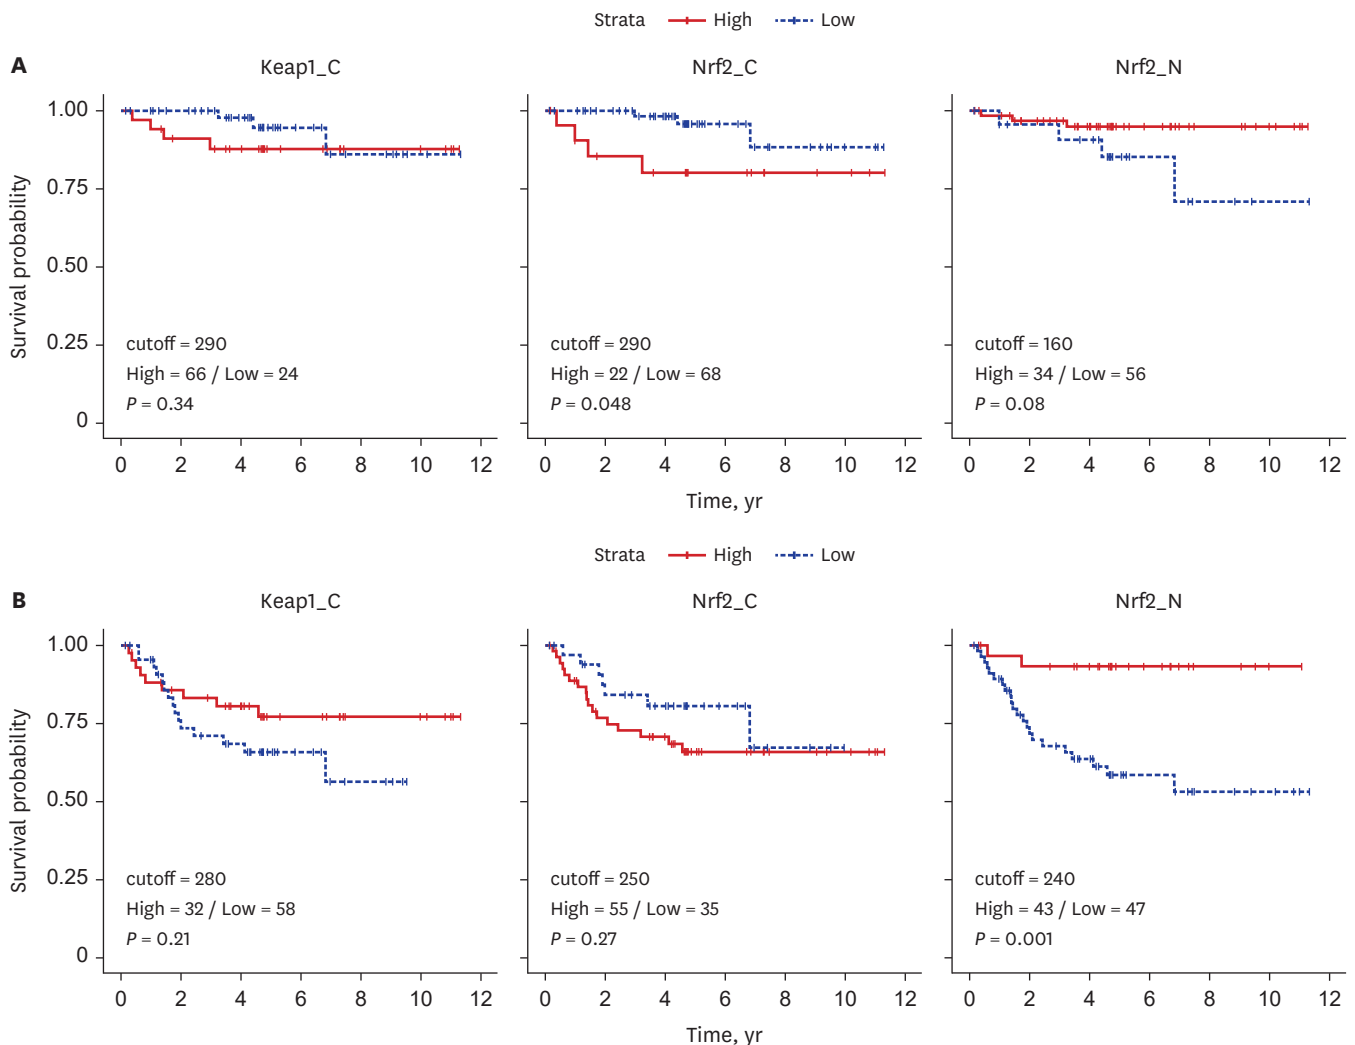 Strata High Low
A
Keap1_C Nrf2_C Nrf2_N
Survival probability
1.00
0.75
0.50
0.25
0
cutoff = 290
High = 66 / Low = 24
P = 0.34
cutoff = 290
High = 22 / Low = 68
P = 0.048
cutoff = 160
High = 34 / Low = 56
P = 0.08
0 2 4 6 8 10 12
0 2 4 6 8 10 12
0 2 4 6 8 10 12
Time, yr
Strata High Low
B
Keap1_C Nrf2_C Nrf2_N
Survival probability
1.00
0.75
0.50
0.25
0
cutoff = 280
High = 32 / Low = 58
P = 0.21
cutoff = 250
High = 55 / Low = 35
P = 0.27
cutoff = 240
High = 43 / Low = 47
P = 0.001
0 2 4 6 8 10 12
0 2 4 6 8 10 12
0 2 4 6 8 10 12
Time, yr